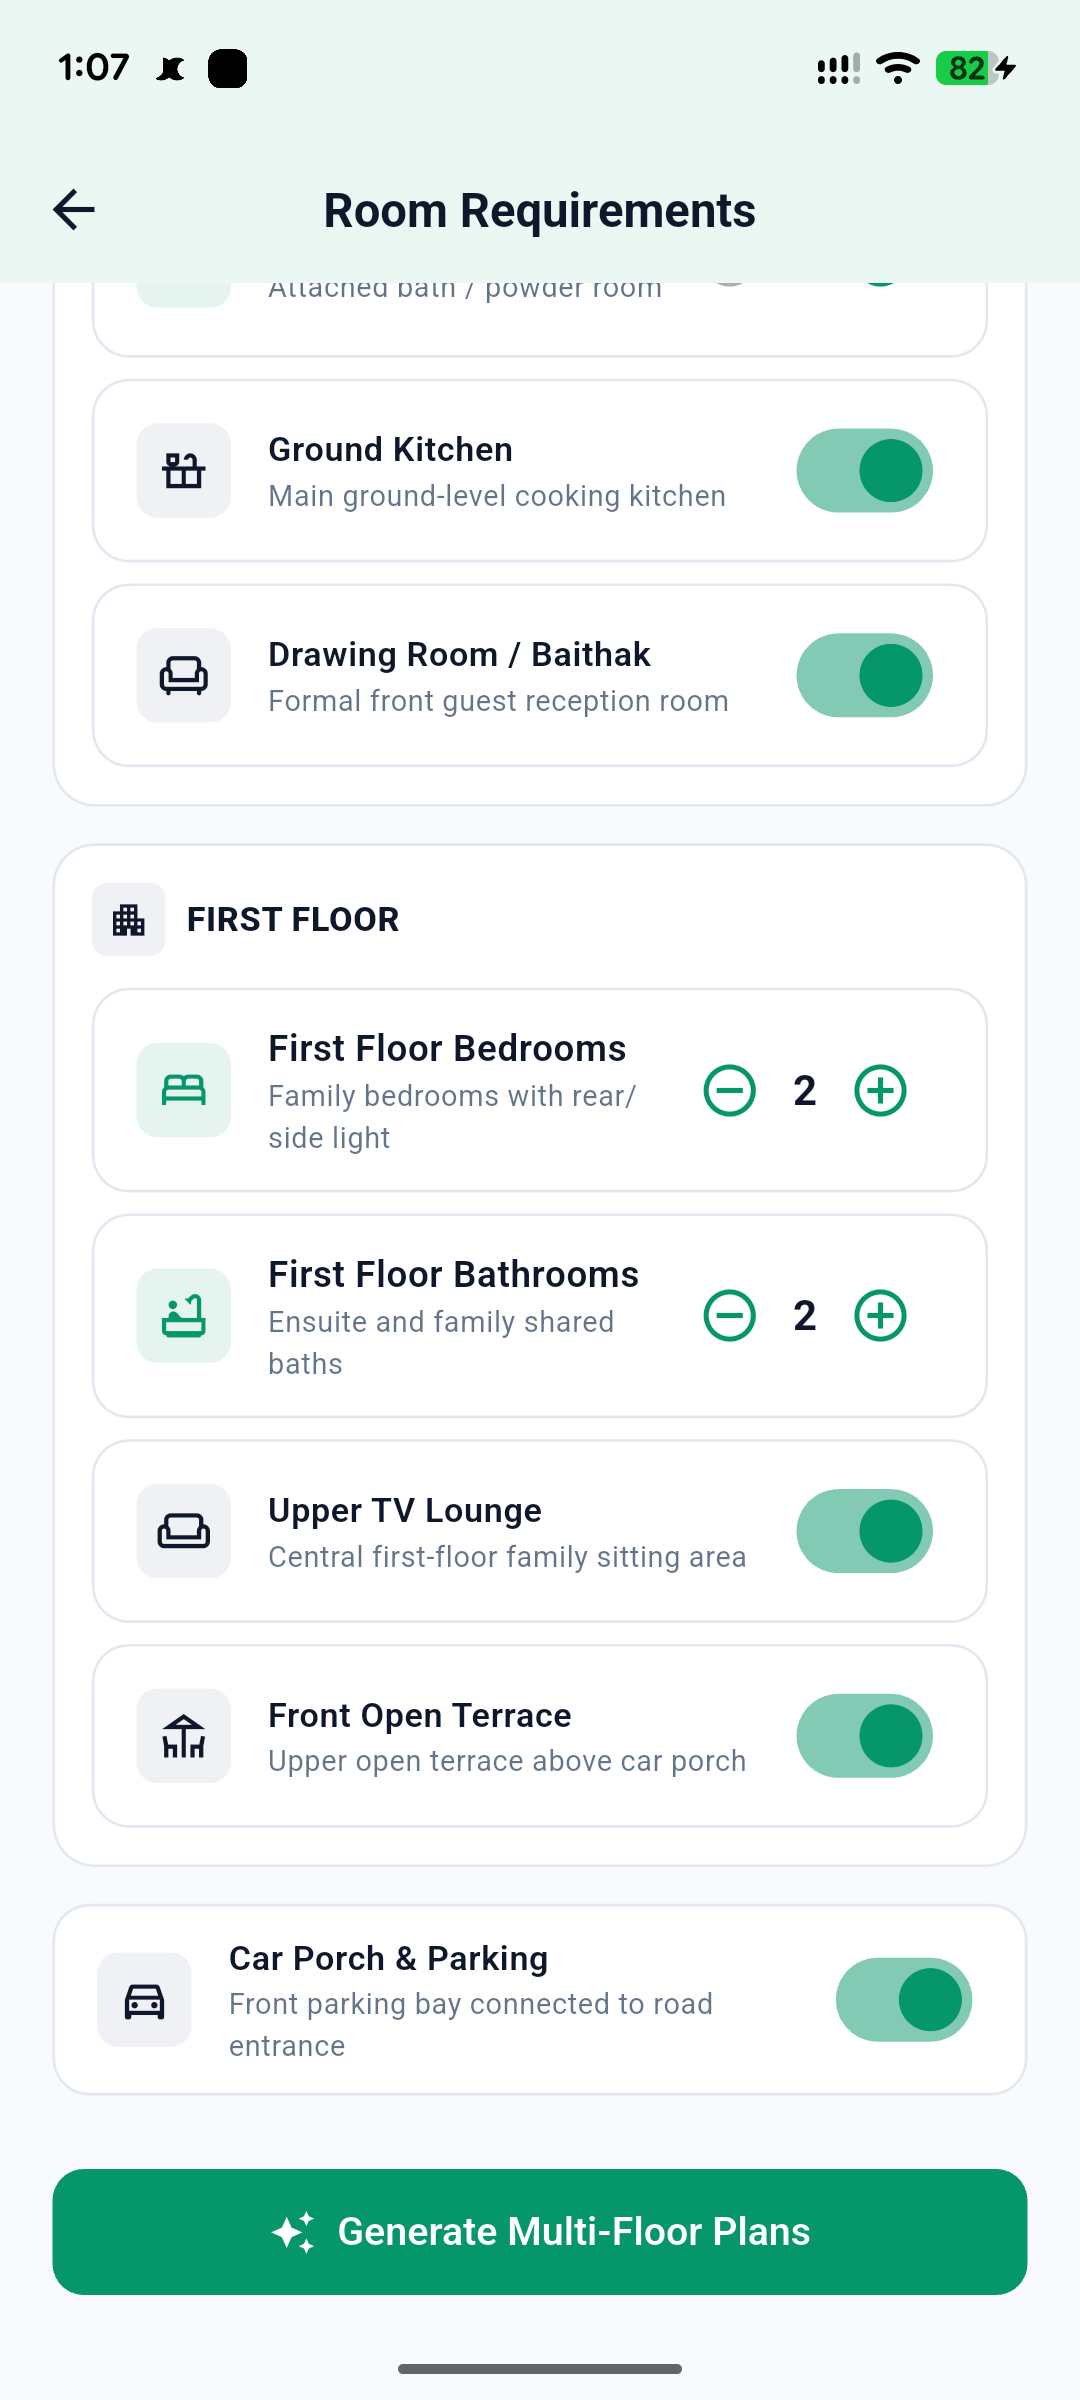 1:07
82
Room Requirements
Attached bath / powder room
Ground Kitchen
Main ground-level cooking kitchen
Drawing Room / Baithak
Formal front guest reception room
FIRST FLOOR
First Floor Bedrooms
Family bedrooms with rear/
side light
2
First Floor Bathrooms
Ensuite and family shared
baths
2
Upper TV Lounge
Central first-floor family sitting area
Front Open Terrace
Upper open terrace above car porch
Car Porch & Parking
Front parking bay connected to road
entrance
Generate Multi-Floor Plans